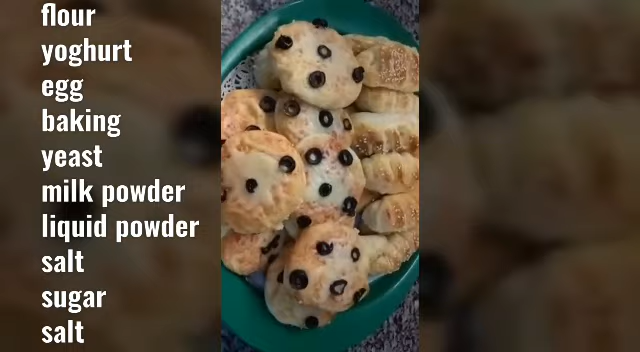 flour
yoghurt
egg
baking
yeast
milk powder
liquid powder
salt
sugar
salt